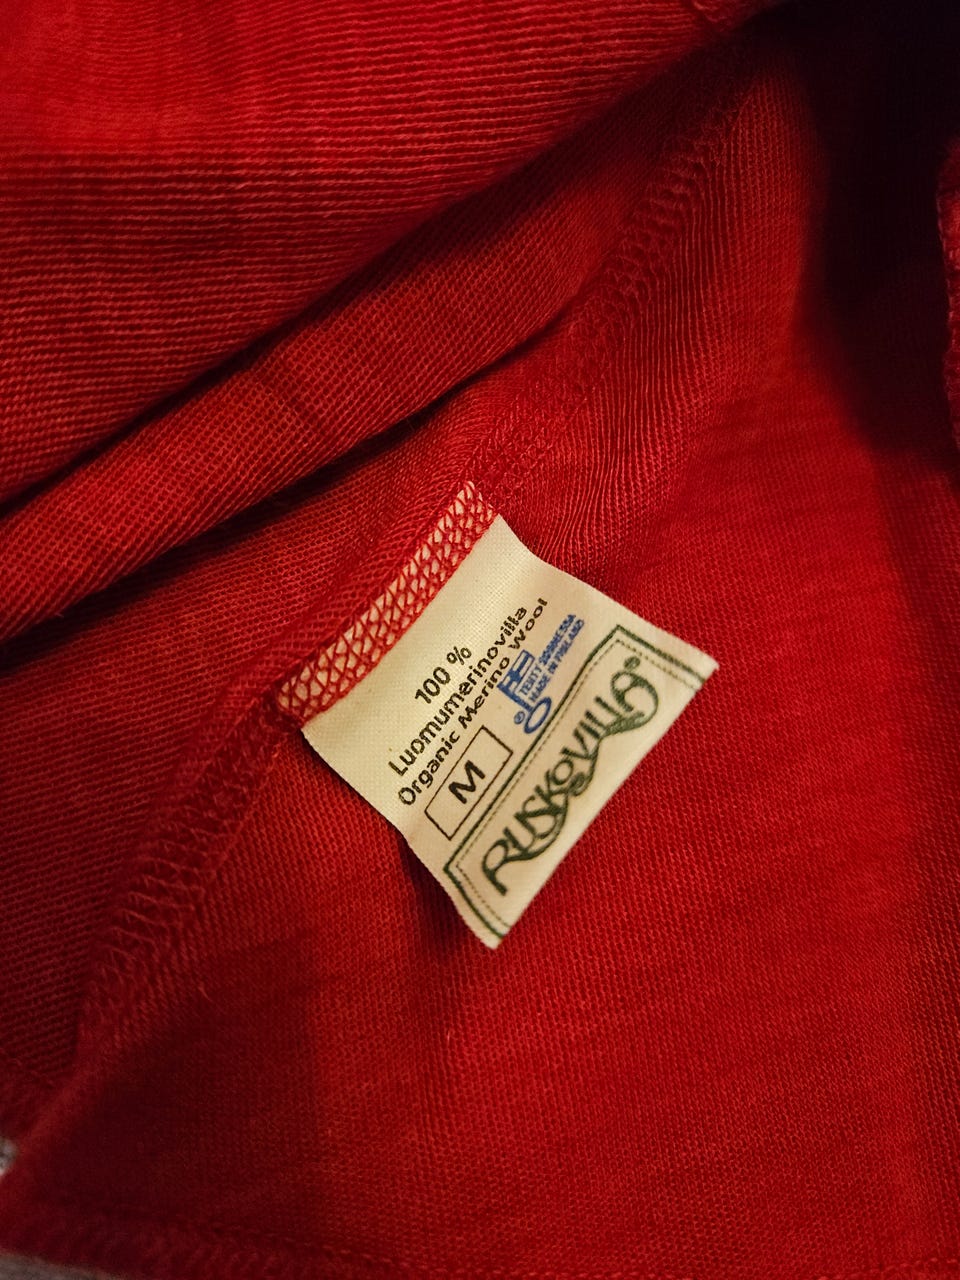 100 %
Luomumerinovilla
Organic Merino Wool
M
TEHTY SUOMESSA
MADE IN FINLAND
®
RUSKOVILLA®